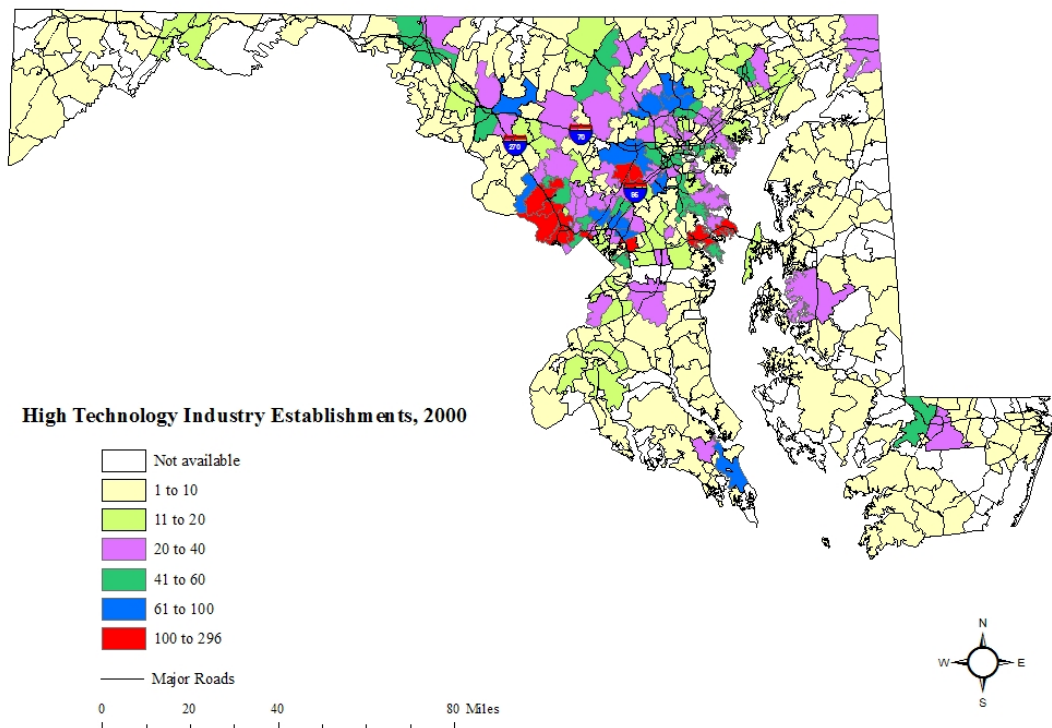 70
270
95
High Technology Industry Establishments, 2000
Not available
1 to 10
11 to 20
20 to 40
41 to 60
61 to 100
100 to 296
Major Roads
0 20 40 80 Miles
N
W E
S